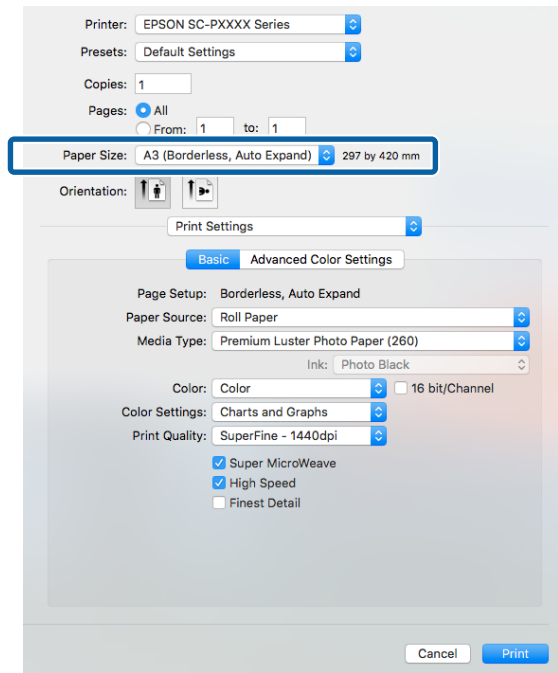 Printer: EPSON SC-PXXXX Series
Presets: Default Settings
Copies: 1
Pages: All
From: 1 to: 1
Paper Size: A3 (Borderless, Auto Expand) 297 by 420 mm
Orientation:
Print Settings
Basic Advanced Color Settings
Page Setup: Borderless, Auto Expand
Paper Source: Roll Paper
Media Type: Premium Luster Photo Paper (260)
Ink: Photo Black
Color: Color 16 bit/Channel
Color Settings: Charts and Graphs
Print Quality: SuperFine - 1440dpi
Super MicroWeave
High Speed
Finest Detail
Cancel Print